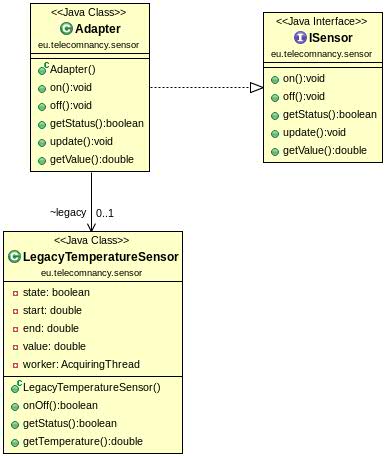 <<Java Class>>
Adapter
eu.telecomnancy.sensor
Adapter()
on():void
off():void
getStatus():boolean
update():void
getValue():double
<<Java Interface>>
ISensor
eu.telecomnancy.sensor
on():void
off():void
getStatus():boolean
update():void
getValue():double
~legacy 0..1
<<Java Class>>
LegacyTemperatureSensor
eu.telecomnancy.sensor
state: boolean
start: double
end: double
value: double
worker: AcquiringThread
LegacyTemperatureSensor()
onOff():boolean
getStatus():boolean
getTemperature():double